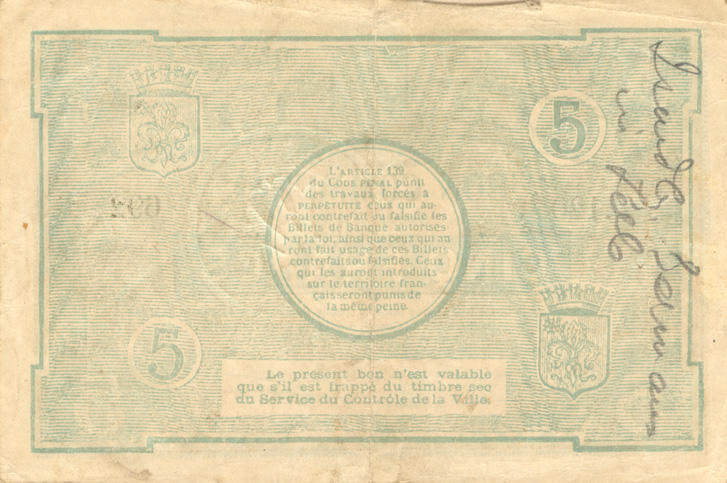 5
L'ARTICLE 139
du CODE PENAL punit
des travaux forcés à
PERPÉTUITÉ ceux qui au-
ront contrefait ou falsifié les
Billets de Banque autorisés
par la loi, ainsi que ceux qui au-
ront fait usage de ces Billets
contrefaits ou falsifiés. Ceux
qui les auront introduits
sur le territoire fran-
çais seront punis de
la même peine.
5
Le présent bon n'est valable
que s'il est frappé du timbre sec
du Service du Contrôle de la Ville.